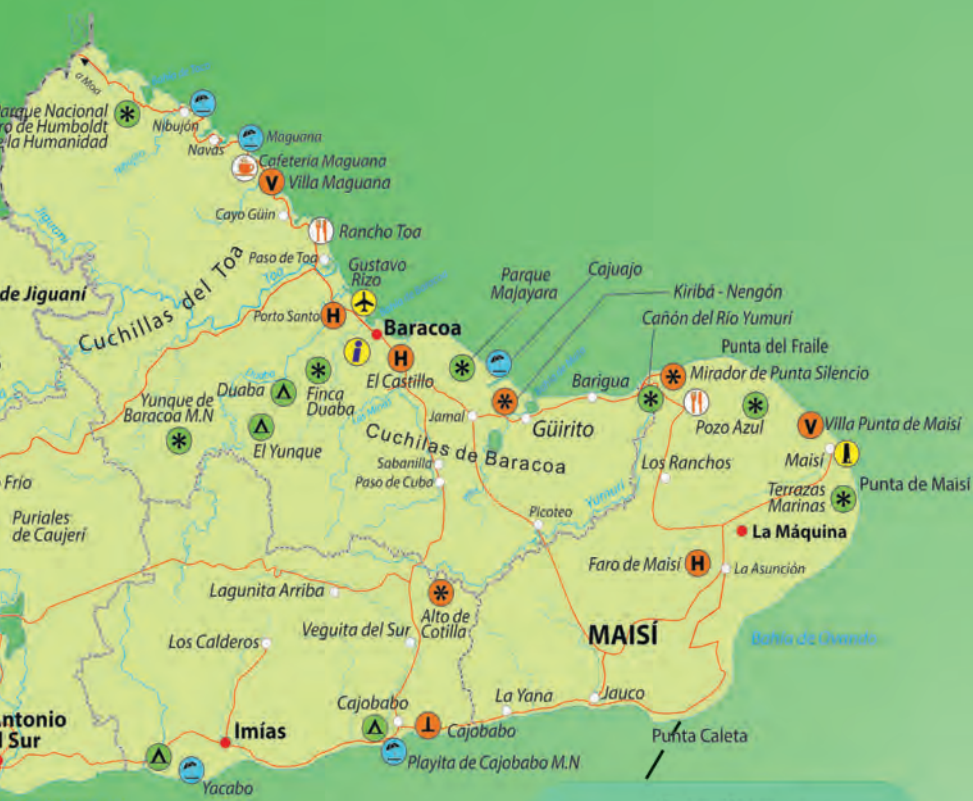 a Moa
Parque Nacional
ro de Humboldt
e la Humanidad
Nibujón
Navas
Maguana
Cafetería Maguana
V
Villa Maguana
Cayo Güin
Rancho Toa
Jiguaní
de Jiguaní
Cuchillas del Toa
Paso de Toa
Toa
Gustavo
Rizo
Porto Santo
H
Baracoa
i
H
El Castillo
Duaba
Duaba
Finca
Duaba
Yunque de
Baracoa M.N
El Yunque
Parque
Majayara
Cajuajo
Kiribá - Nengón
Cañón del Río Yumurí
Punta del Fraile
Mirador de Punta Silencio
Barigua
Jamal
Güirito
Pozo Azul
V
Villa Punta de Maisí
Cuchilas de Baracoa
Sabanilla
Paso de Cuba
Yumurí
Los Ranchos
Maisí
Punta de Maisí
Terrazas
Marinas
Frío
Puriales
de Caujerí
Picoteo
La Máquina
Faro de Maisí
H
La Asunción
Lagunita Arriba
Alto de
Cotilla
Los Calderos
Veguita del Sur
MAISÍ
Cajobabo
La Yana
Jauco
Antonio
l Sur
Imías
Cajobabo
Punta Caleta
Playita de Cajobabo M.N
Yacabo